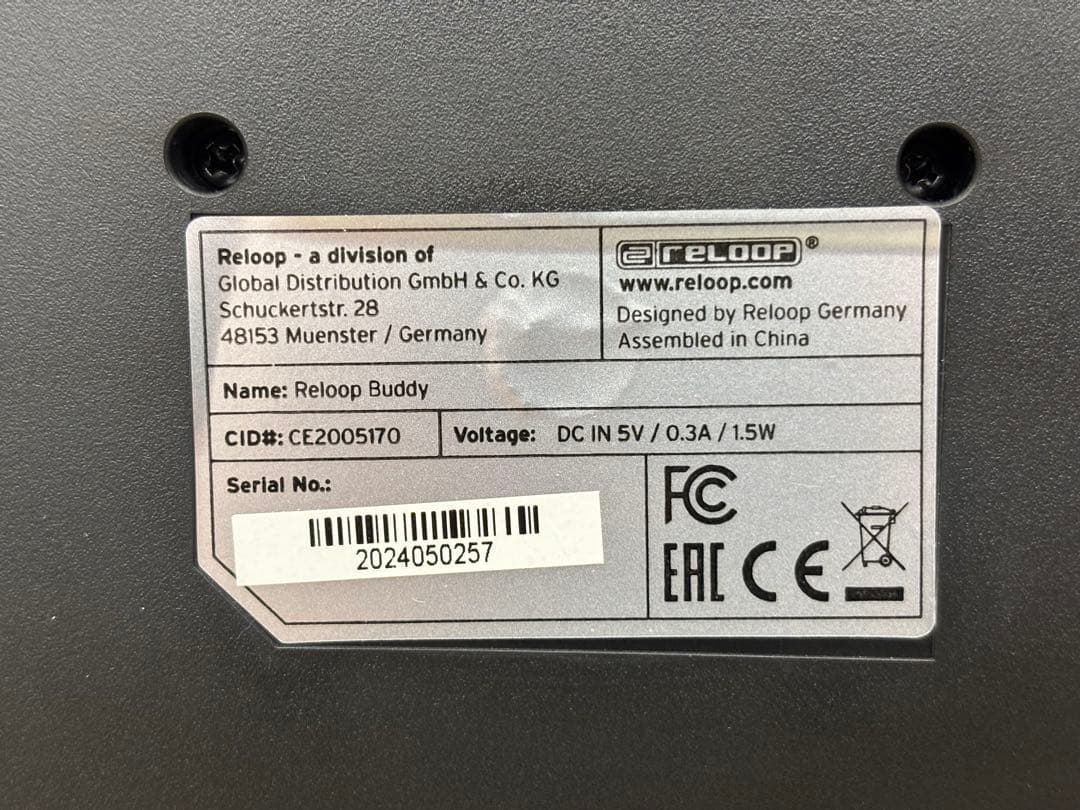 Reloop - a division of
Global Distribution GmbH & Co. KG
Schuckertstr. 28
48153 Muenster / Germany
reloop®
www.reloop.com
Designed by Reloop Germany
Assembled in China
Name: Reloop Buddy
CID#: CE2005170
Voltage: DC IN 5V / 0.3A / 1.5W
Serial No.:
2024050257
FC
EAC CE